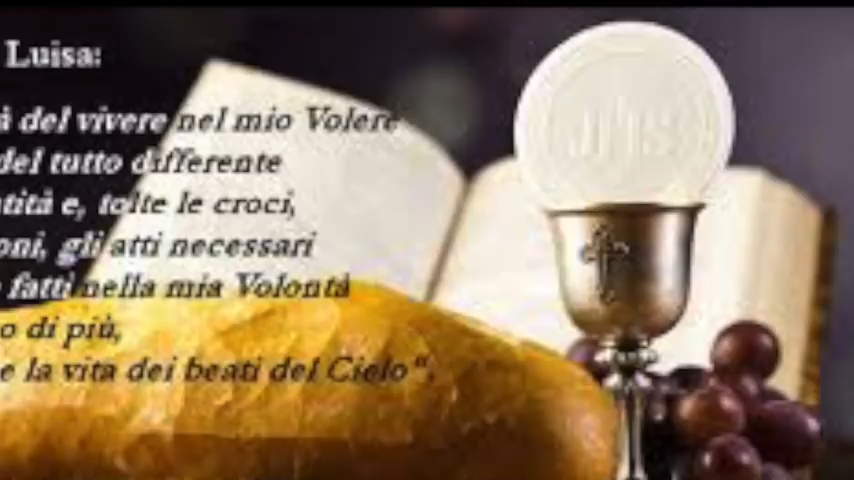 Luisa:
à del vivere nel mio Volere
del tutto differente
tità e, tolte le croci,
oni, gli atti necessari
fatti nella mia Volontà
o di più,
e la vita dei beati del Cielo".